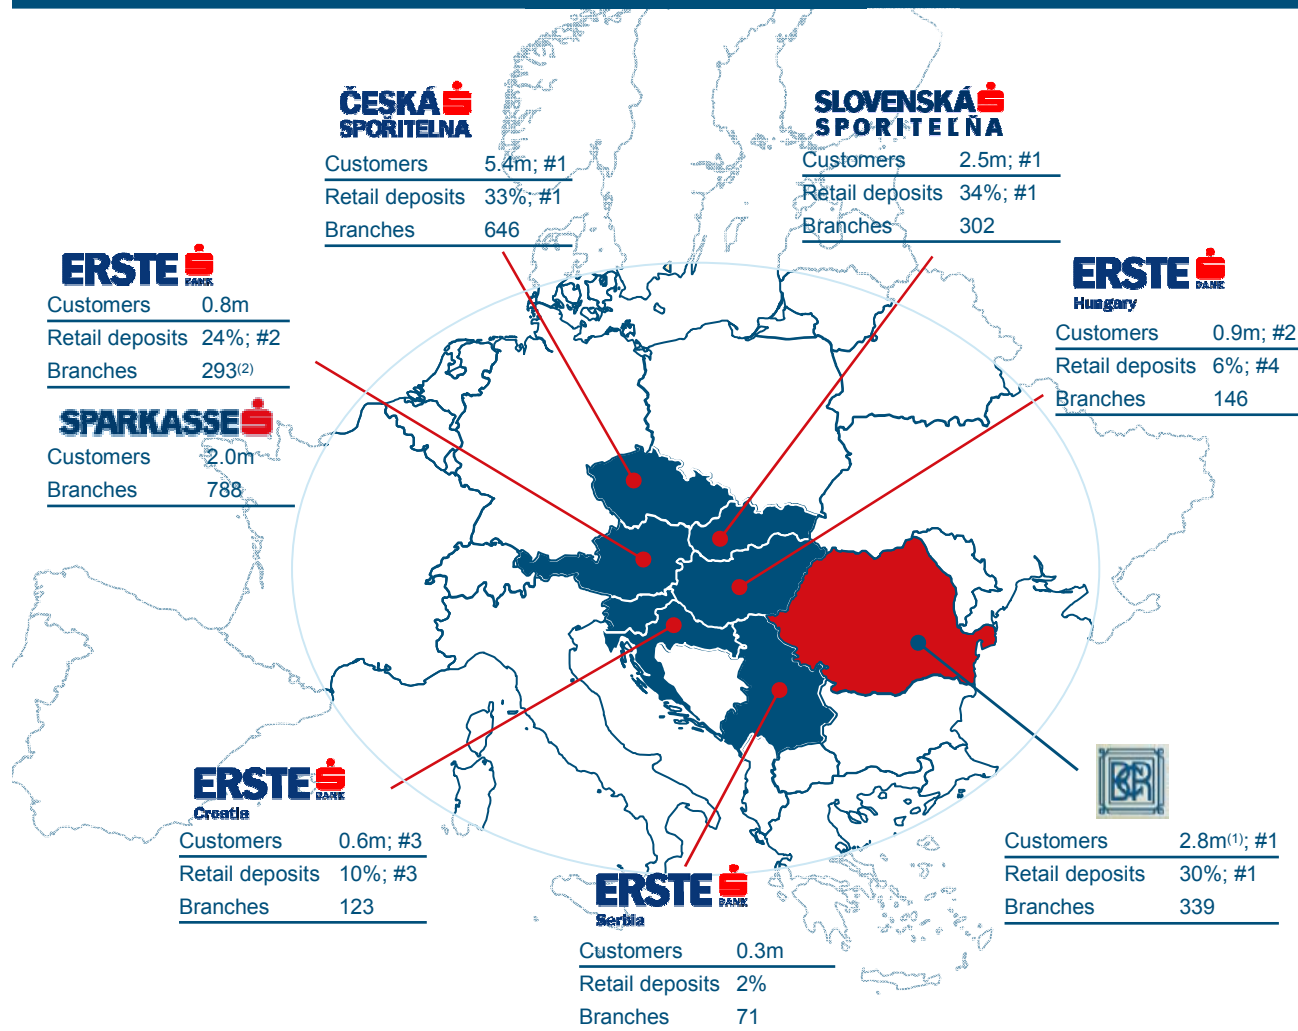 ČESKÁ
SPOŘITELNA
Customers 5.4m; #1
Retail deposits 33%; #1
Branches 646
SLOVENSKÁ
SPORITEĽŇA
Customers 2.5m; #1
Retail deposits 34%; #1
Branches 302
ERSTE BANK
Customers 0.8m
Retail deposits 24%; #2
Branches 293(2)
SPARKASSE
Customers 2.0m
Branches 788
ERSTE BANK
Hungary
Customers 0.9m; #2
Retail deposits 6%; #4
Branches 146
ERSTE BANK
Croatia
Customers 0.6m; #3
Retail deposits 10%; #3
Branches 123
ERSTE BANK
Serbia
Customers 0.3m
Retail deposits 2%
Branches 71
BCR
Customers 2.8m(1); #1
Retail deposits 30%; #1
Branches 339